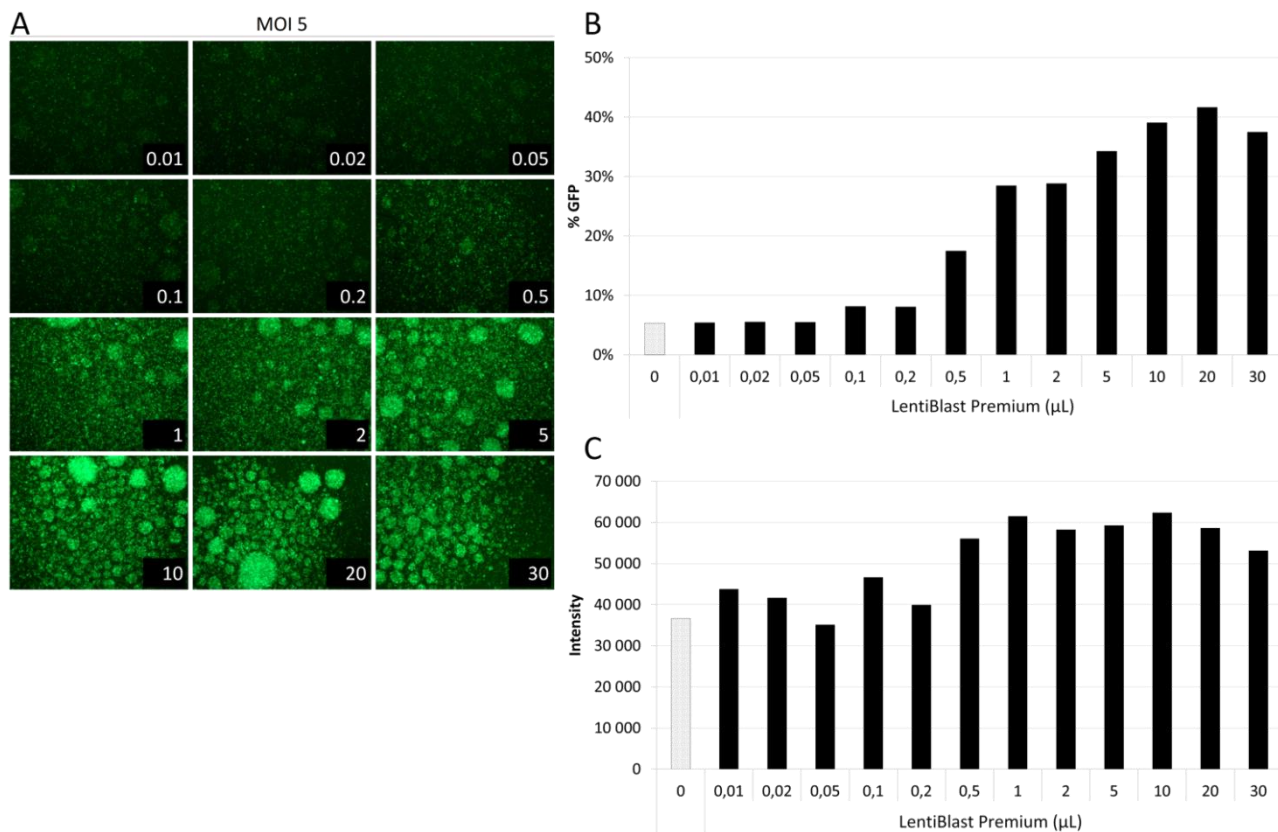 A
MOI 5
0.01
0.02
0.05
0.1
0.2
0.5
1
2
5
10
20
30
B
50%
40%
30%
20%
10%
0%
% GFP
0 0,01 0,02 0,05 0,1 0,2 0,5 1 2 5 10 20 30
LentiBlast Premium (µL)
C
70 000
60 000
50 000
40 000
30 000
20 000
10 000
0
Intensity
0 0,01 0,02 0,05 0,1 0,2 0,5 1 2 5 10 20 30
LentiBlast Premium (µL)